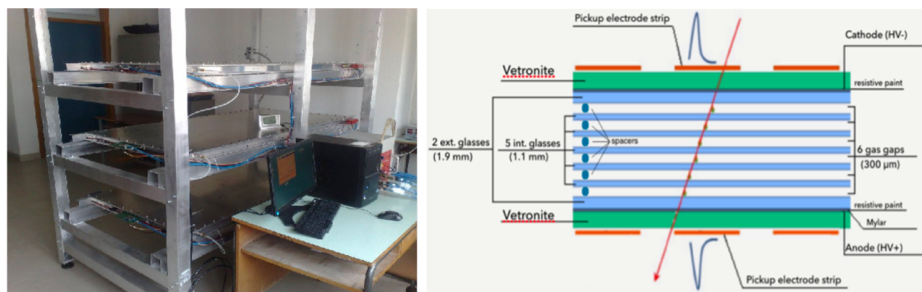 Pickup electrode strip
Cathode (HV-)
Vetronite
resistive paint
2 ext. glasses
(1.9 mm)
5 int. glasses
(1.1 mm)
spacers
6 gas gaps
(300 µm)
resistive paint
Vetronite
Mylar
Anode (HV+)
Pickup electrode strip